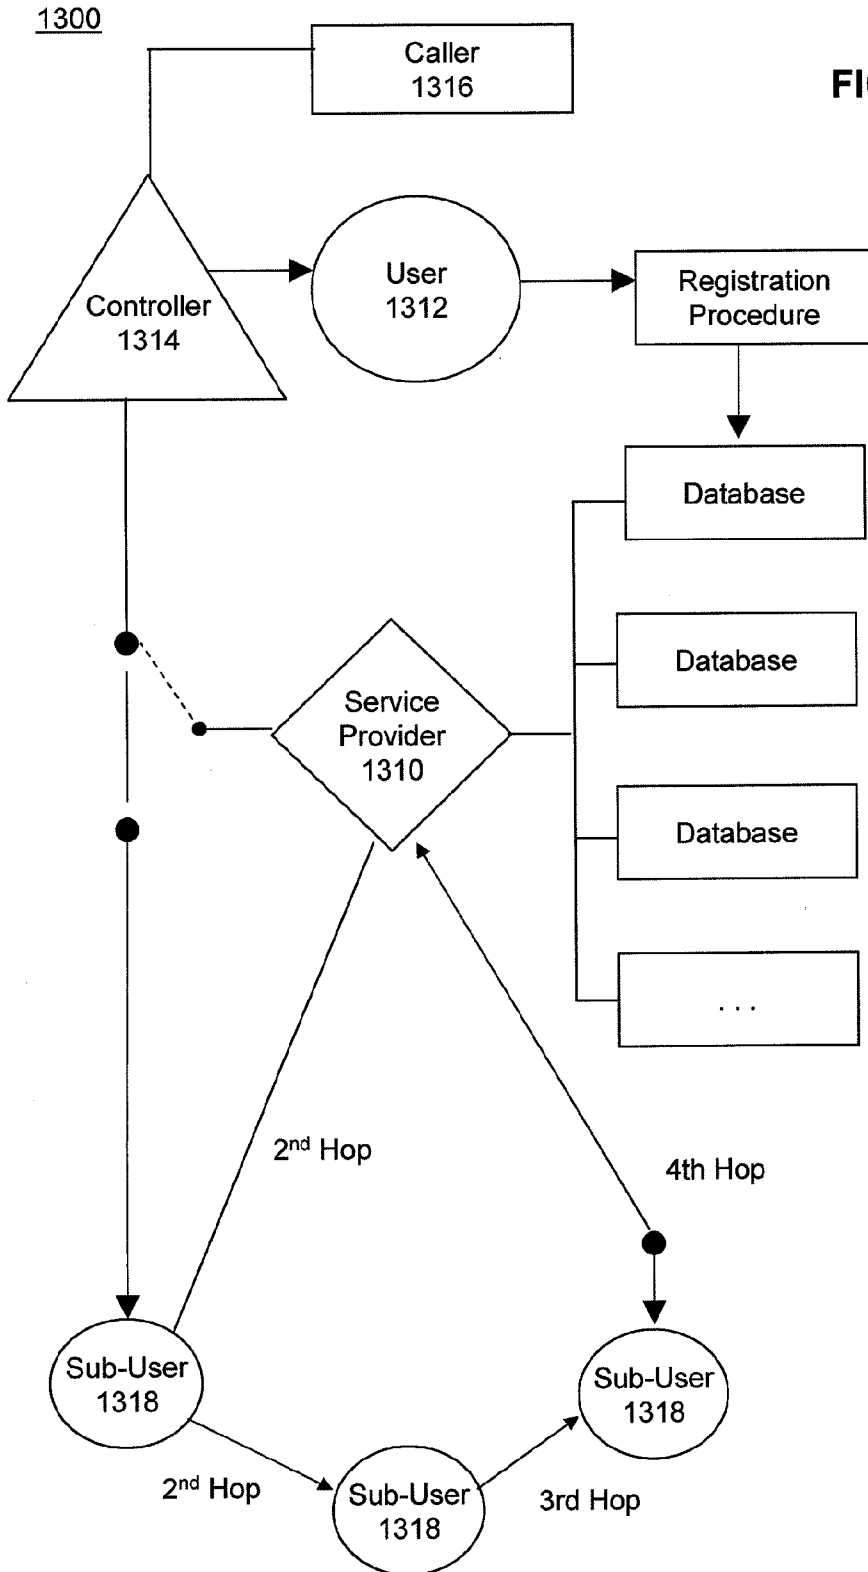 1300
Caller
1316
FIG
Controller
1314
User
1312
Registration
Procedure
Database
Service
Provider
1310
Database
Database
. . .
2nd Hop
4th Hop
Sub-User
1318
Sub-User
1318
2nd Hop
Sub-User
1318
3rd Hop